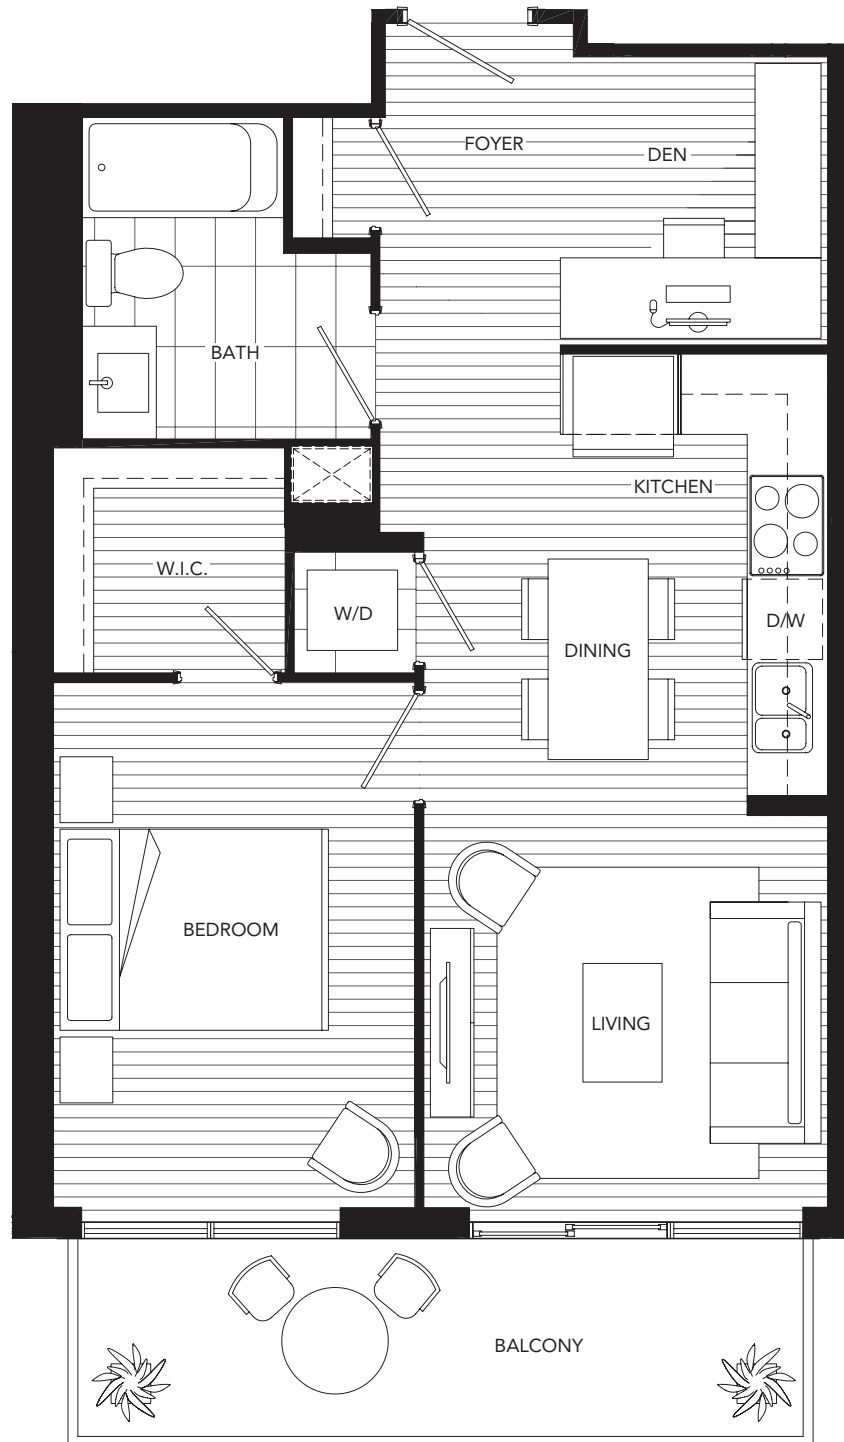 FOYER
DEN
BATH
KITCHEN
W.I.C.
W/D
D/W
DINING
BEDROOM
LIVING
BALCONY